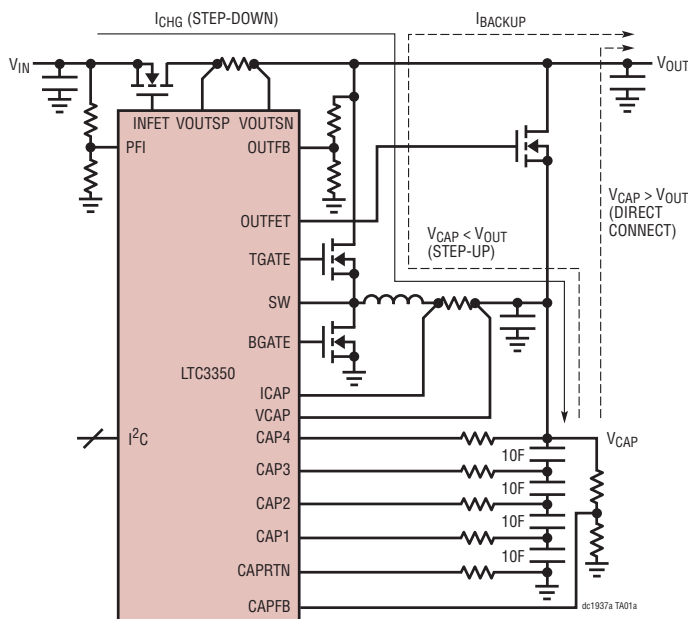 ICHG (STEP-DOWN)
IBACKUP
VIN
VOUT
INFET VOUTSP VOUTSN
PFI
OUTFB
OUTFET
VCAP > VOUT
(DIRECT
CONNECT)
VCAP < VOUT
(STEP-UP)
TGATE
SW
BGATE
LTC3350
ICAP
VCAP
I2C
CAP4
VCAP
10F
CAP3
10F
CAP2
10F
CAP1
10F
CAPRTN
CAPFB
dc1937a TA01a